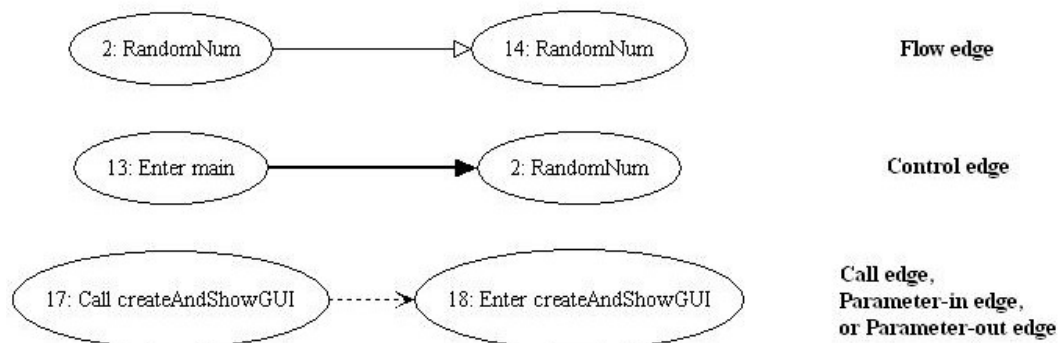 2: RandomNum
14: RandomNum
Flow edge
13: Enter main
2: RandomNum
Control edge
17: Call createAndShowGUI
18: Enter createAndShowGUI
Call edge,
Parameter-in edge,
or Parameter-out edge